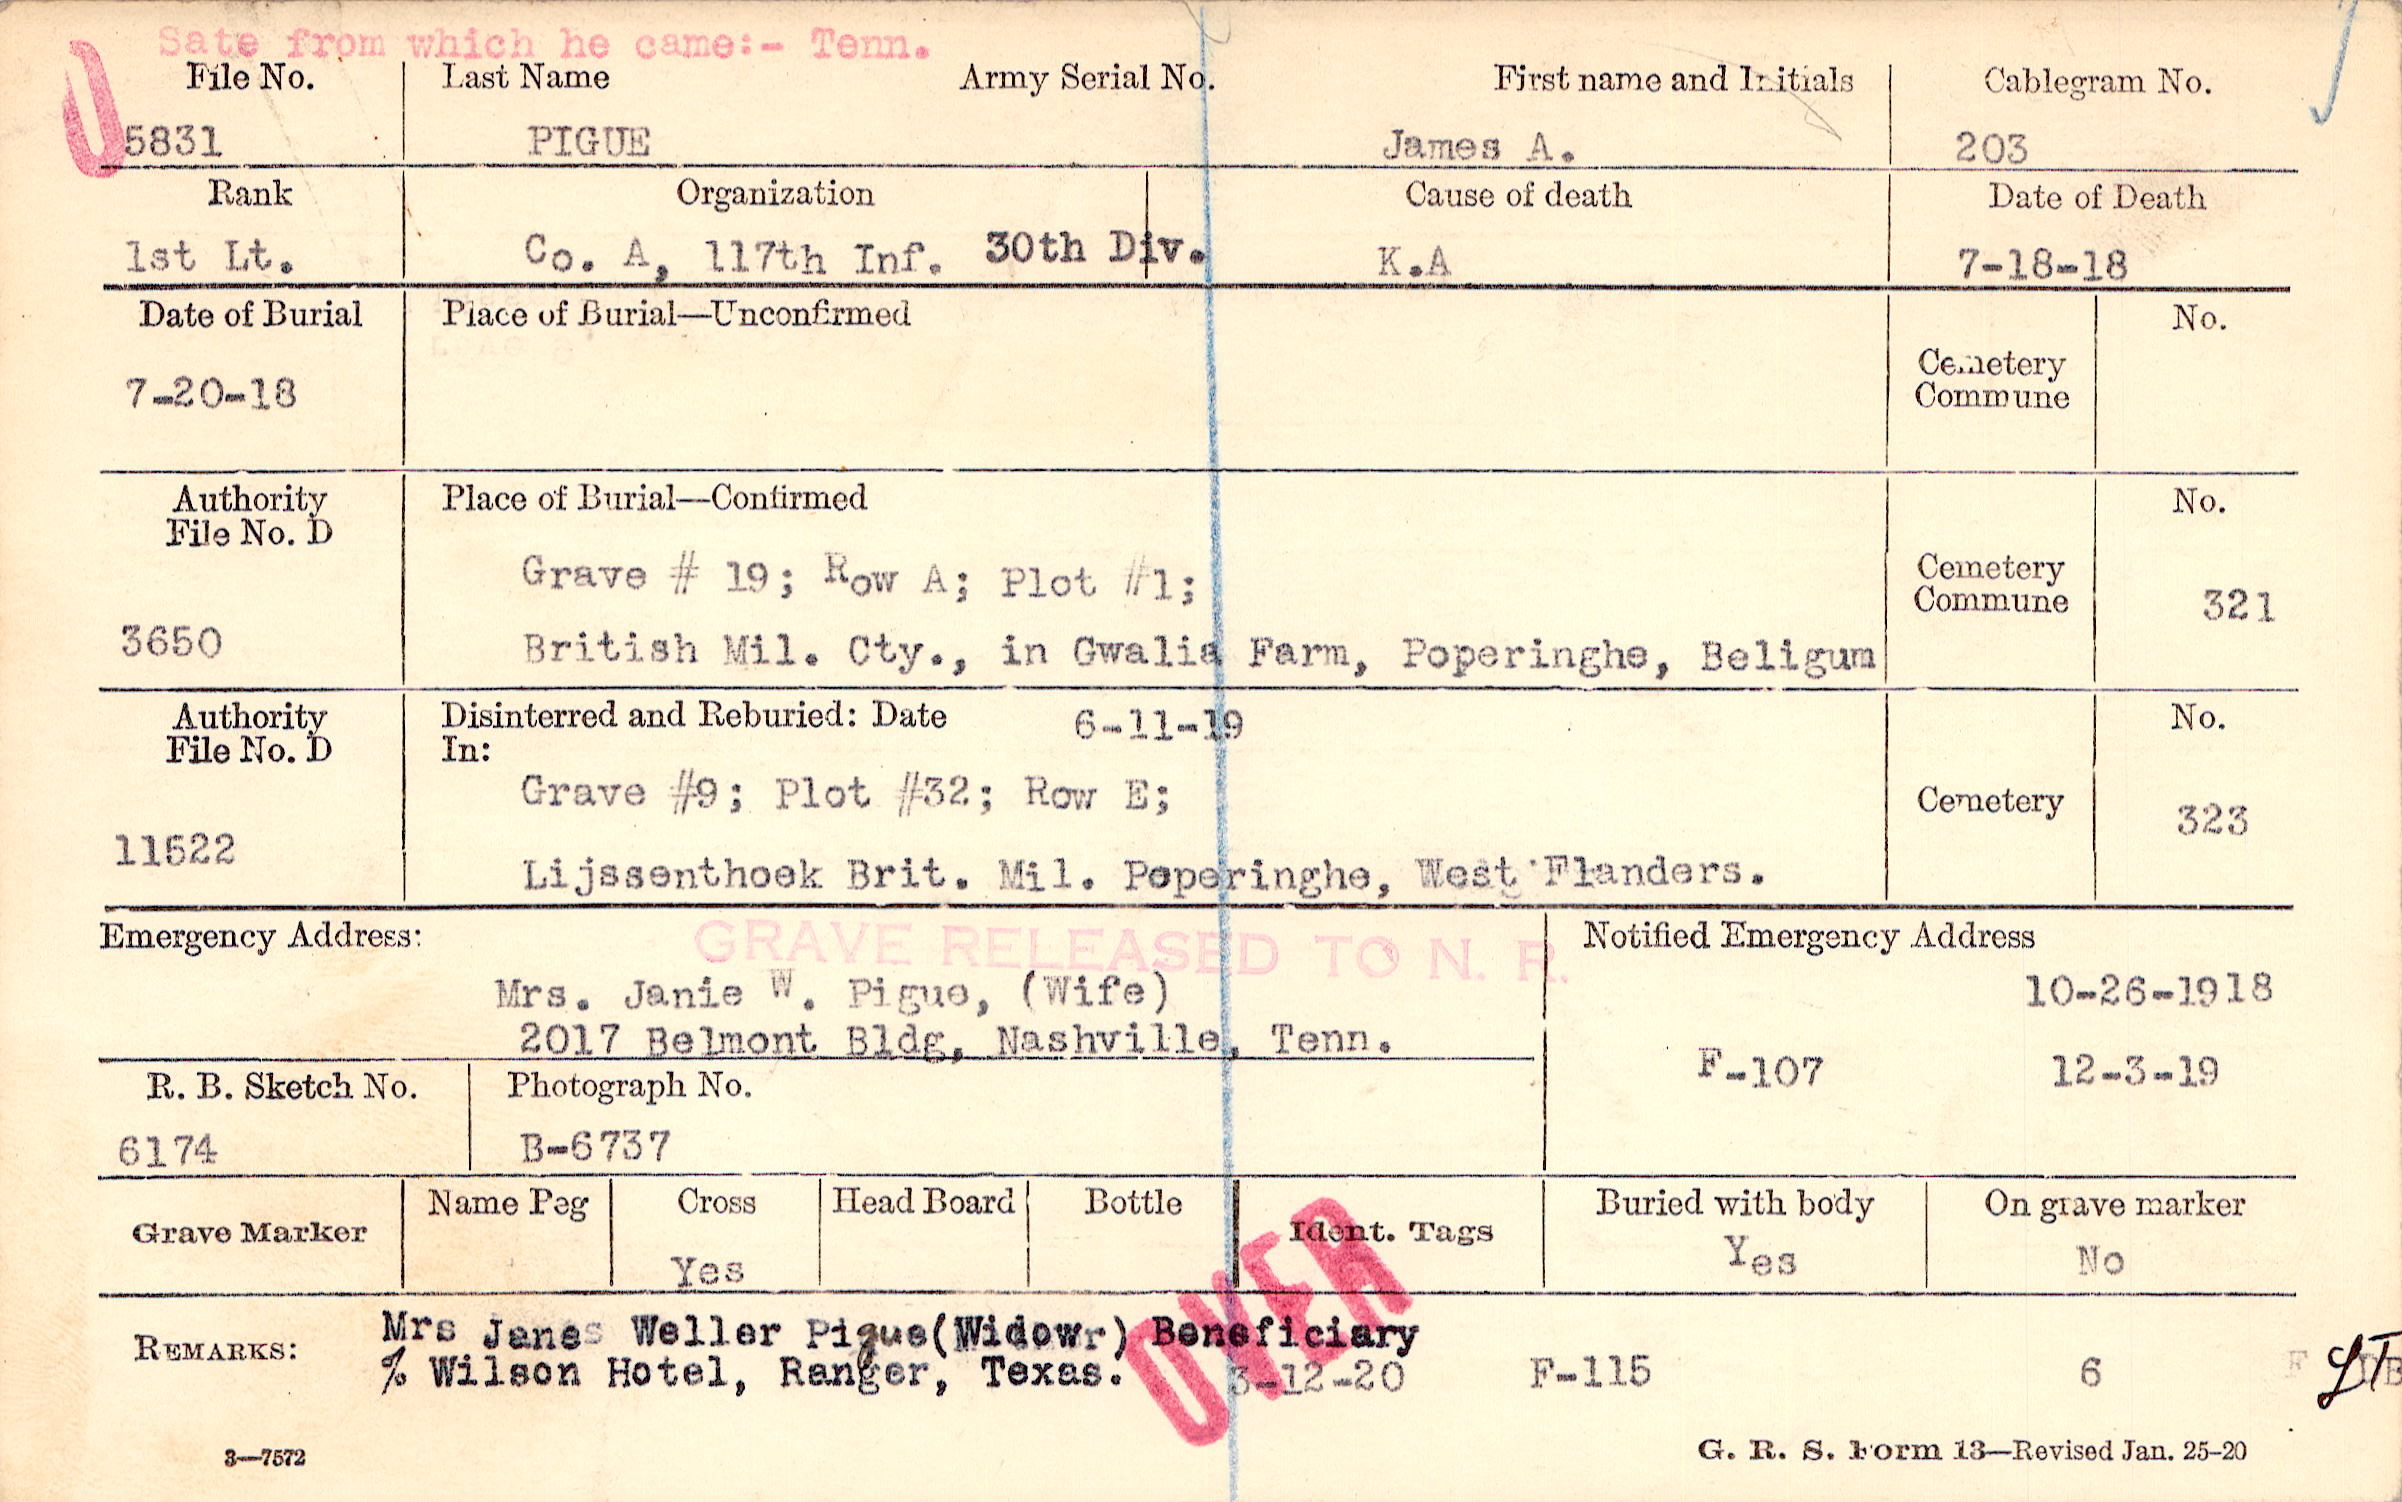 Sate from which he came:- Tenn.
File No. Last Name Army Serial No. First name and Initials Cablegram No.
5831 PIGUE James A. 203
Rank Organization Cause of death Date of Death
1st Lt. Co. A, 117th Inf. 30th Div. K.A 7-18-18
Date of Burial Place of Burial—Unconfirmed No.
Cemetery
Commune
7-20-18
Authority Place of Burial—Confirmed No.
File No. D
Grave # 19; Row A; Plot #1; Cemetery
Commune 321
3650 British Mil. Cty., in Gwalia Farm, Poperinghe, Beligum
Authority Disinterred and Reburied: Date 6-11-19 No.
File No. D In:
Grave #9; Plot #32; Row E; Cemetery 323
11522 Lijssenthoek Brit. Mil. Poperinghe, West Flanders.
Emergency Address: GRAVE RELEASED TO N. R. Notified Emergency Address
Mrs. Janie W. Pigue, (Wife) 10-26-1918
2017 Belmont Bldg, Nashville, Tenn.
F-107 12-3-19
R. B. Sketch No. Photograph No.
6174 B-6737
Grave Marker Name Peg Cross Head Board Bottle Ident. Tags Buried with body On grave marker
Yes Yes No
OVER
REMARKS: Mrs Janes Weller Pigue(Widowr) Beneficiary
% Wilson Hotel, Ranger, Texas. 3-12-20 F-115 6
3—7572 G. R. S. Form 13—Revised Jan. 25-20